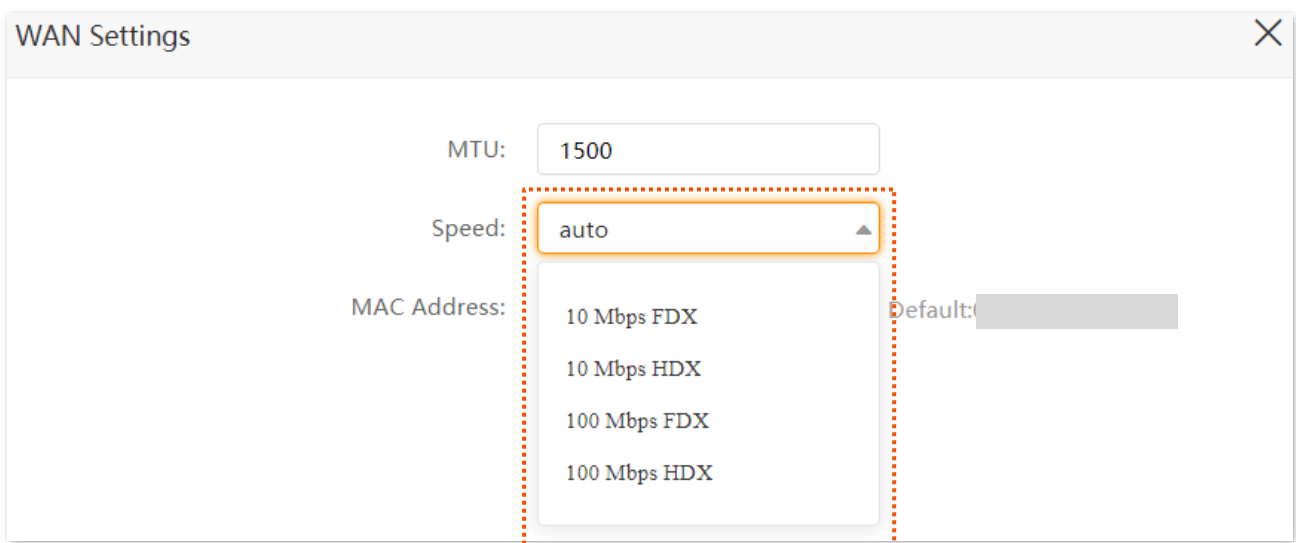 WAN Settings
MTU: 1500
Speed: auto
MAC Address:
10 Mbps FDX
Default:
10 Mbps HDX
100 Mbps FDX
100 Mbps HDX